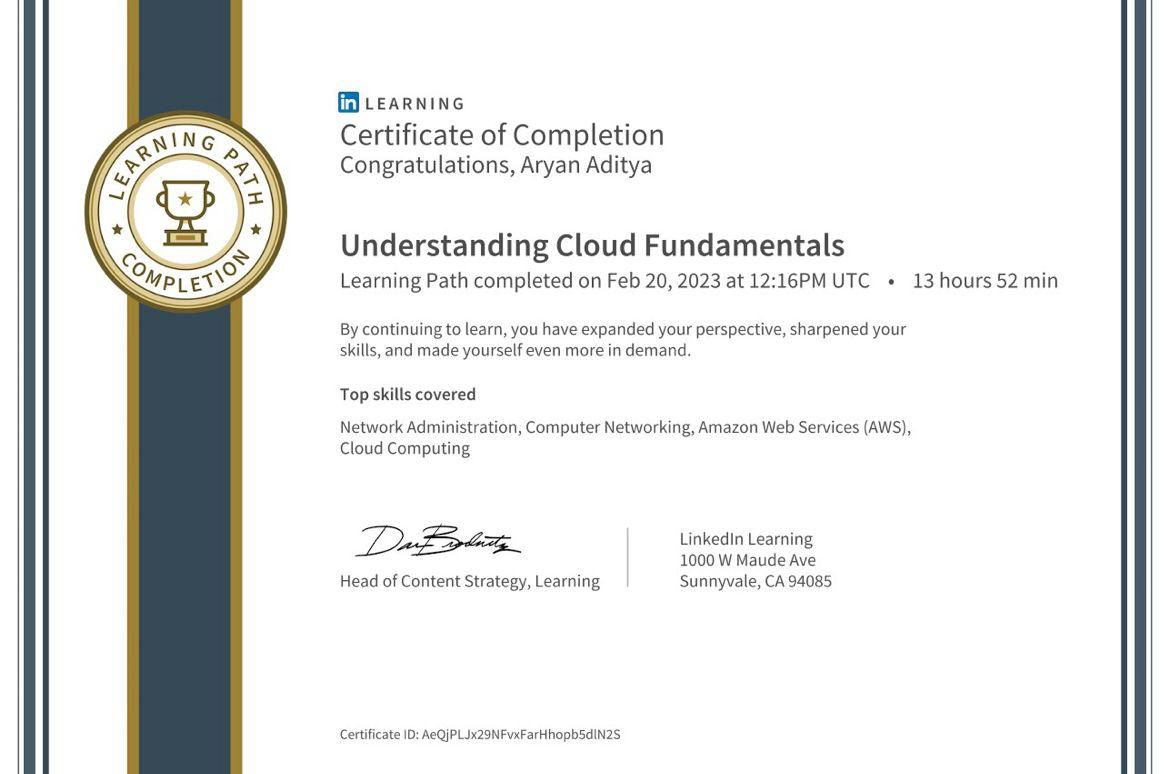 LEARNING PATH
COMPLETION
in LEARNING
Certificate of Completion
Congratulations, Aryan Aditya
Understanding Cloud Fundamentals
Learning Path completed on Feb 20, 2023 at 12:16PM UTC • 13 hours 52 min
By continuing to learn, you have expanded your perspective, sharpened your
skills, and made yourself even more in demand.
Top skills covered
Network Administration, Computer Networking, Amazon Web Services (AWS),
Cloud Computing
Head of Content Strategy, Learning
LinkedIn Learning
1000 W Maude Ave
Sunnyvale, CA 94085
Certificate ID: AeQjPLJx29NFvxFarHhopb5dlN2S